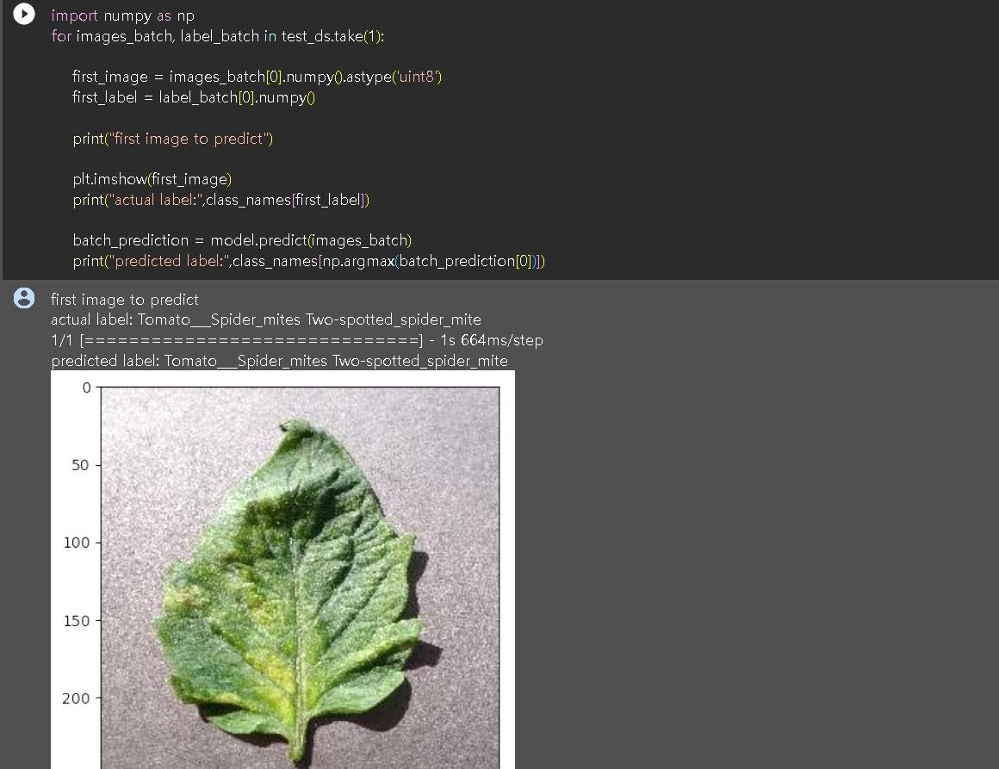 import numpy as np
for images_batch, label_batch in test_ds.take(1):
first_image = images_batch[0].numpy().astype('uint8')
first_label = label_batch[0].numpy()
print("first image to predict")
plt.imshow(first_image)
print("actual label:",class_names[first_label])
batch_prediction = model.predict(images_batch)
print("predicted label:",class_names[np.argmax(batch_prediction[0])])
first image to predict
actual label: Tomato___Spider_mites Two-spotted_spider_mite
1/1 [==============================] - 1s 664ms/step
predicted label: Tomato___Spider_mites Two-spotted_spider_mite
0
50
100
150
200